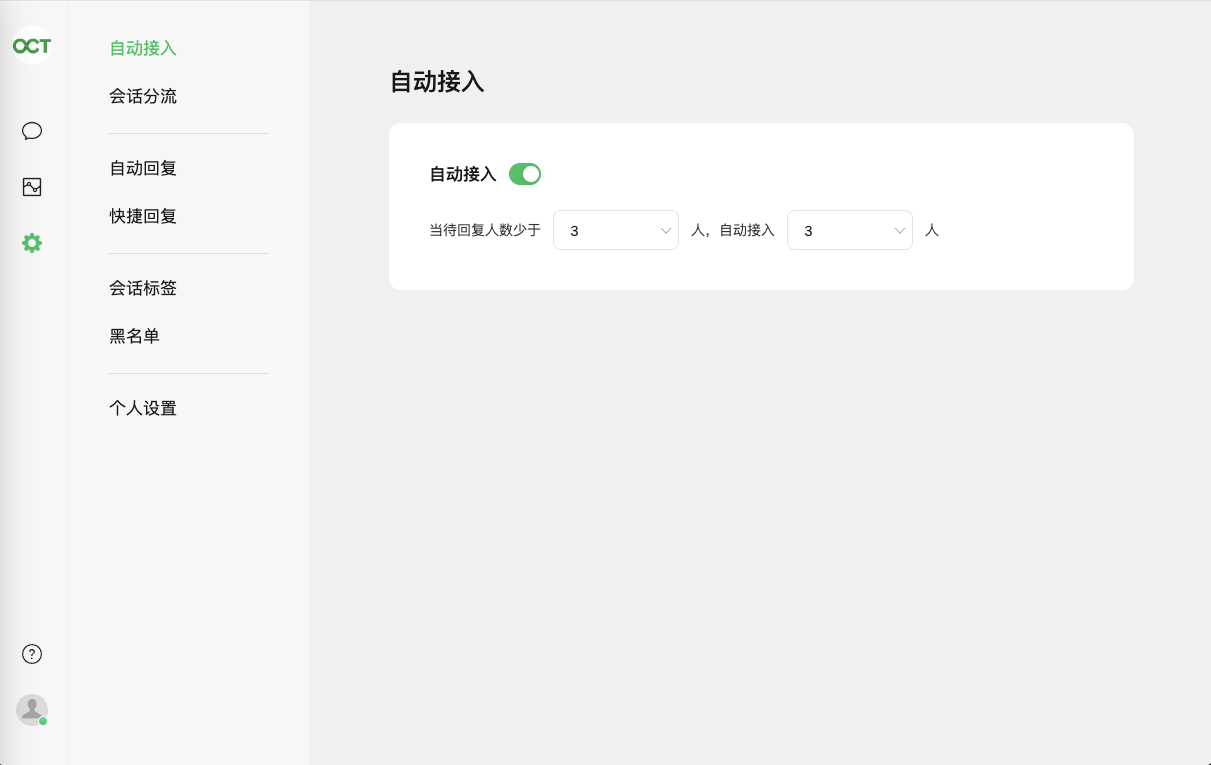 OCT
自动接入
会话分流
自动回复
快捷回复
会话标签
黑名单
个人设置
自动接入
自动接入
当待回复人数少于 3 人，自动接入 3 人
?